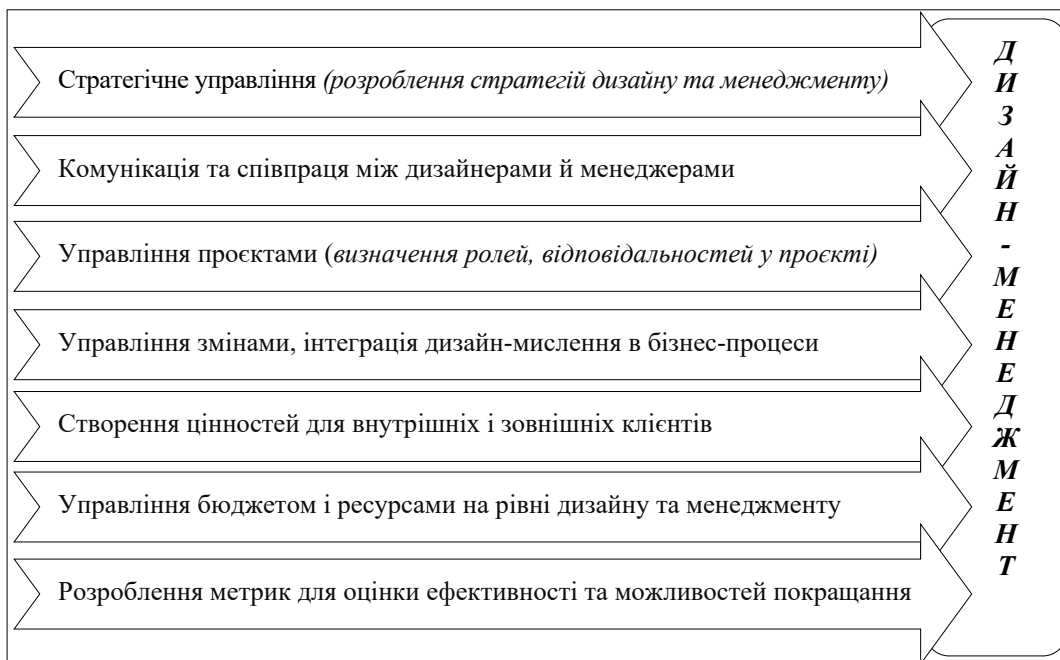 Стратегічне управління (розроблення стратегій дизайну та менеджменту)
Комунікація та співпраця між дизайнерами й менеджерами
Управління проєктами (визначення ролей, відповідальностей у проєкті)
Управління змінами, інтеграція дизайн-мислення в бізнес-процеси
Створення цінностей для внутрішніх і зовнішніх клієнтів
Управління бюджетом і ресурсами на рівні дизайну та менеджменту
Розроблення метрик для оцінки ефективності та можливостей покращання
ДИЗАЙН-МЕНЕДЖМЕНТ